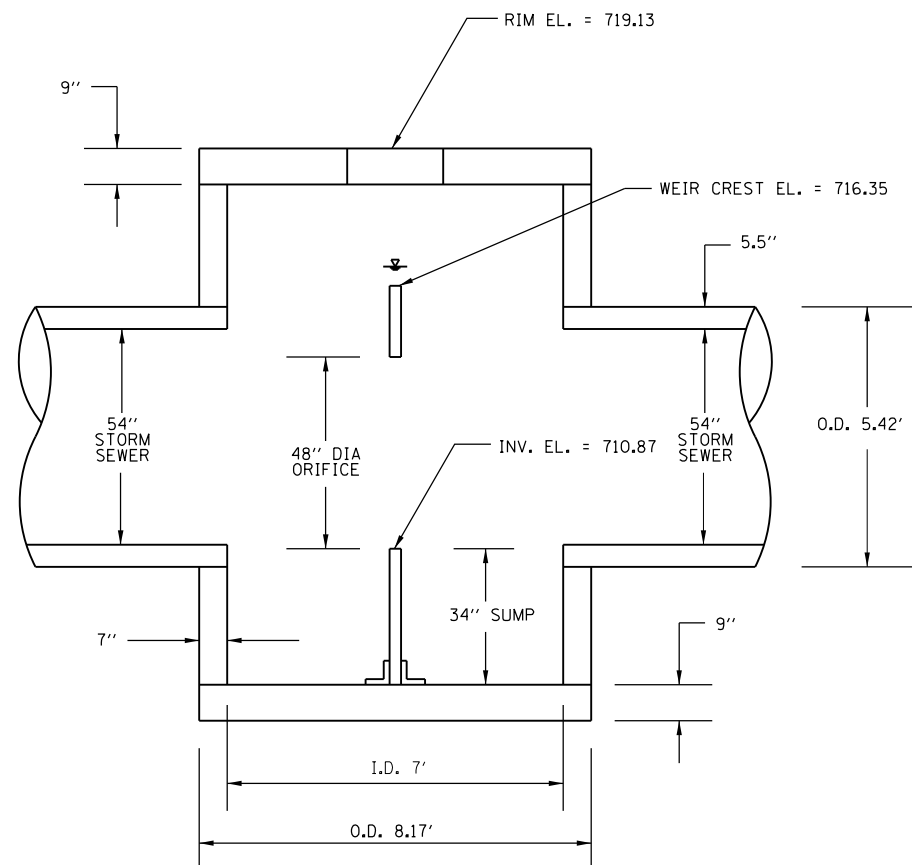 RIM EL. = 719.13
9''
WEIR CREST EL. = 716.35
5.5''
54''
STORM
SEWER
48'' DIA
ORIFICE
INV. EL. = 710.87
54''
STORM
SEWER
O.D. 5.42'
34'' SUMP
7''
9''
I.D. 7'
O.D. 8.17'